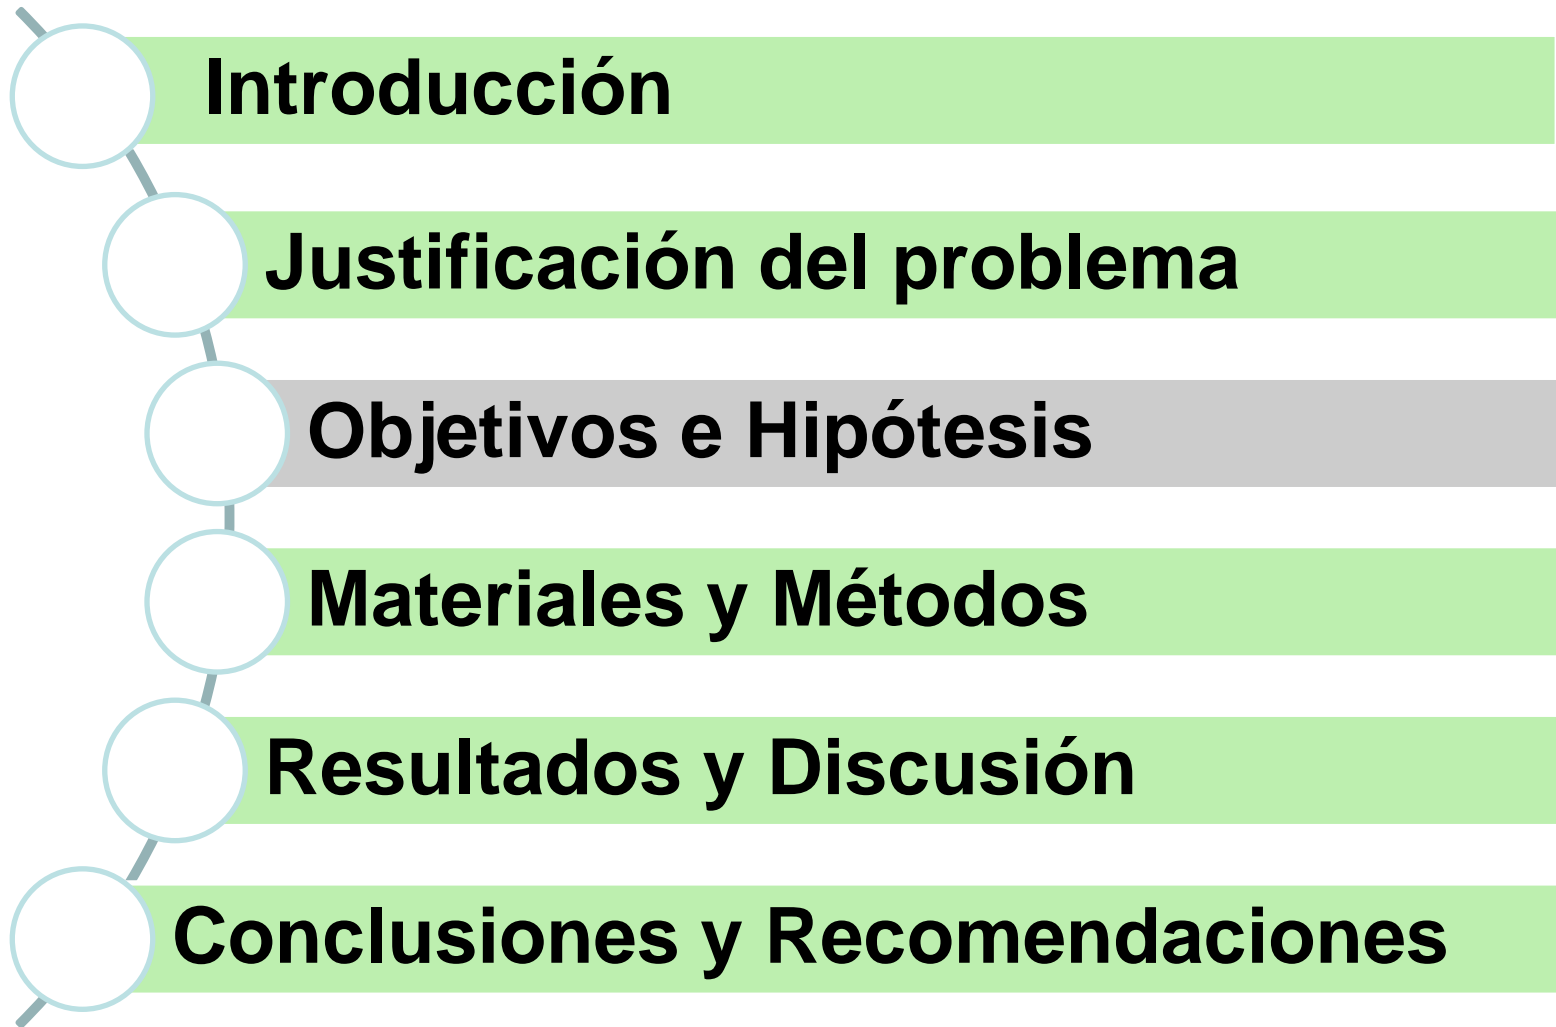 Introducción
Justificación del problema
Objetivos e Hipótesis
Materiales y Métodos
Resultados y Discusión
Conclusiones y Recomendaciones